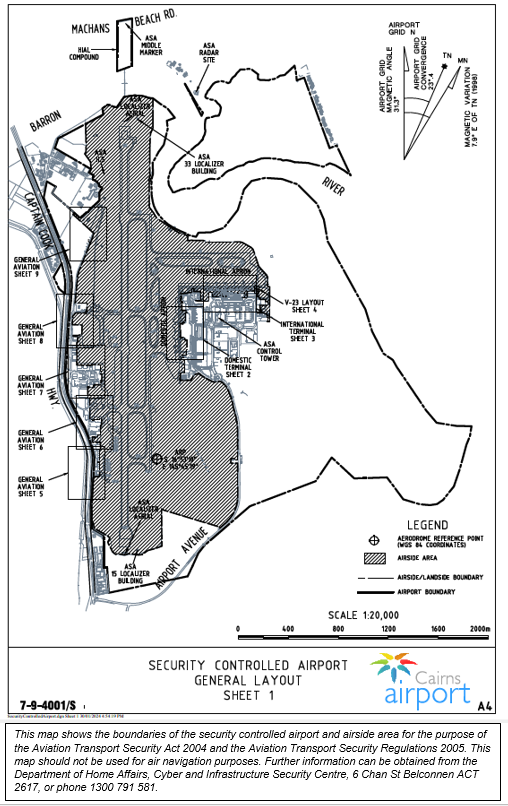 AIRPORT
GRID N
MACHANS
BEACH RD.
ASA
MIDDLE
MARKER
HIAL
COMPOUND
ASA
RADAR
SITE
TN
MN
AIRPORT GRID
MAGNETIC ANGLE
31.3°
AIRPORT GRID
CONVERGENCE
23°.4
MAGNETIC VARIATION
7.9° E OF TN (1998)
BARRON
ASA
LOCALIZER
AERIAL
ASA
33 LOCALIZER
BUILDING
RIVER
CAPTAIN COOK
HWY
GENERAL
AVIATION
SHEET 9
GENERAL
AVIATION
SHEET 8
GENERAL
AVIATION
SHEET 7
GENERAL
AVIATION
SHEET 6
GENERAL
AVIATION
SHEET 5
INTERNATIONAL APRON
DOMESTIC APRON
V-23 LAYOUT
SHEET 4
INTERNATIONAL
TERMINAL
SHEET 3
ASA
CONTROL
TOWER
DOMESTIC
TERMINAL
SHEET 2
ARP
ASA
LOCALIZER
AERIAL
ASA
15 LOCALIZER
BUILDING
AIRPORT AVENUE
LEGEND
AERODROME REFERENCE POINT
(WGS 84 COORDINATES)
AIRSIDE AREA
AIRSIDE/LANDSIDE BOUNDARY
AIRPORT BOUNDARY
SCALE 1:20,000
0 400 800 1200 1600 2000m
SECURITY CONTROLLED AIRPORT
GENERAL LAYOUT
SHEET 1
Cairns
airport
7-9-4001/S
A4
This map shows the boundaries of the security controlled airport and airside area for the purpose of
the Aviation Transport Security Act 2004 and the Aviation Transport Security Regulations 2005. This
map should not be used for air navigation purposes. Further information can be obtained from the
Department of Home Affairs, Cyber and Infrastructure Security Centre, 6 Chan St Belconnen ACT
2617, or phone 1300 791 581.